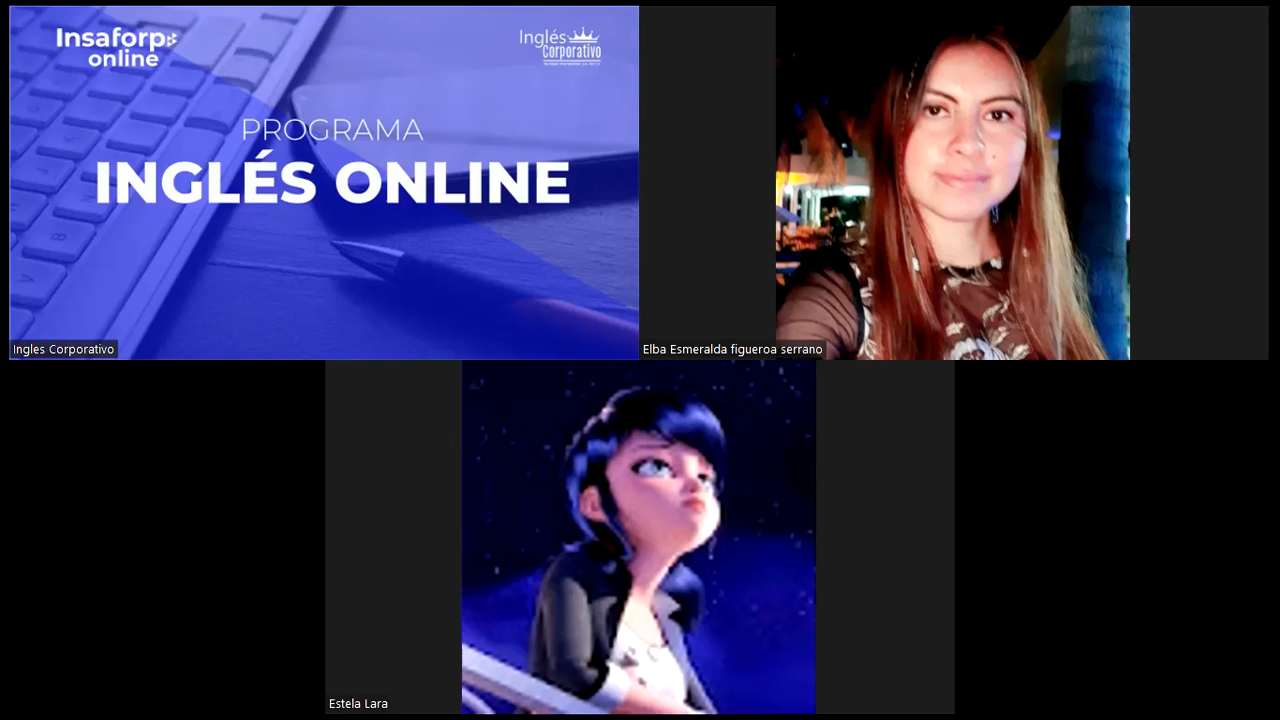 Insaforp
online
Inglés
Corporativo
PROGRAMA
INGLÉS ONLINE
Ingles Corporativo
Elba Esmeralda figueroa serrano
Estela Lara